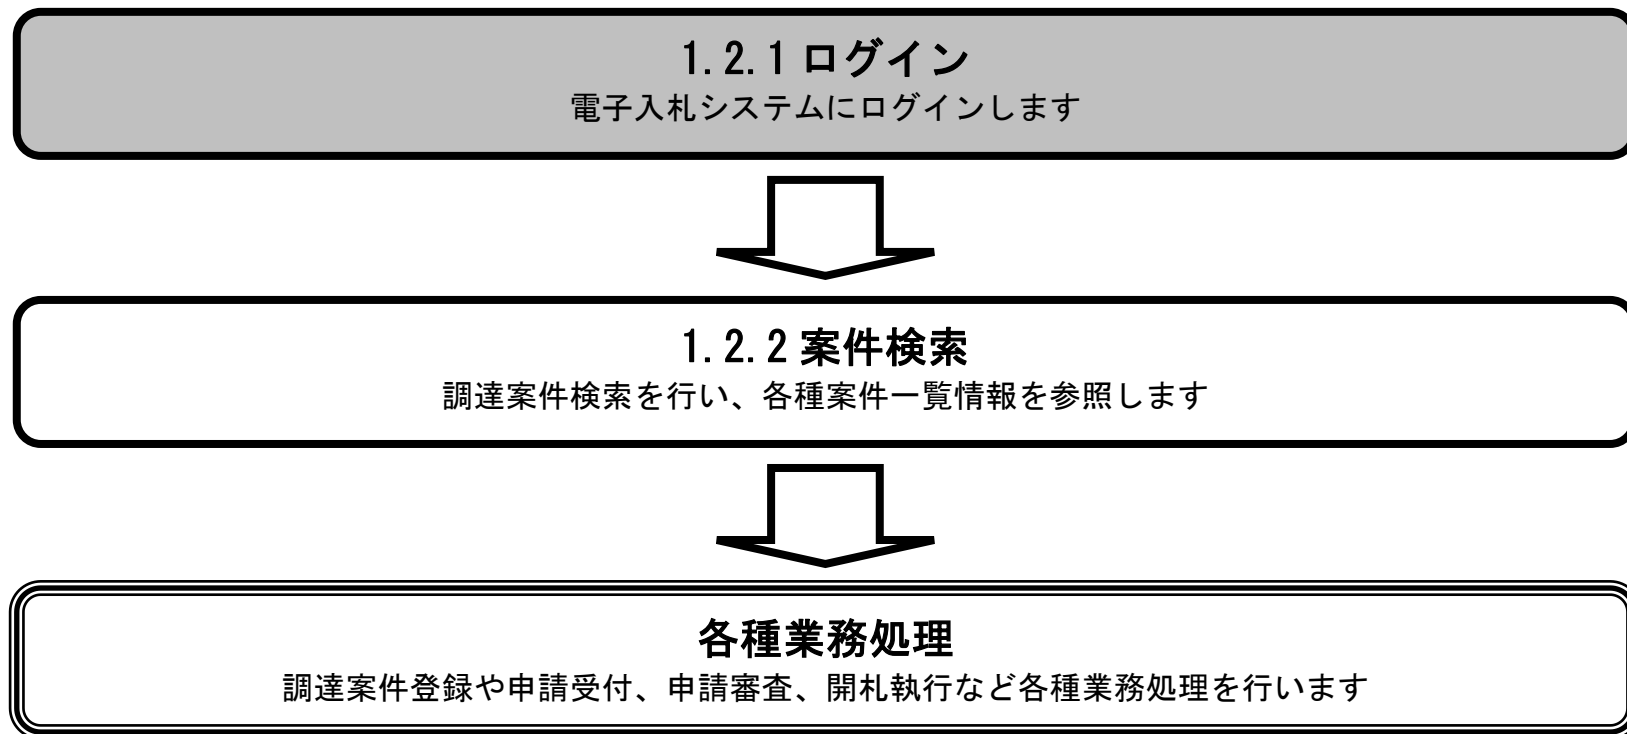 1.2.1 ログイン
電子入札システムにログインします
1.2.2 案件検索
調達案件検索を行い、各種案件一覧情報を参照します
各種業務処理
調達案件登録や申請受付、申請審査、開札執行など各種業務処理を行います